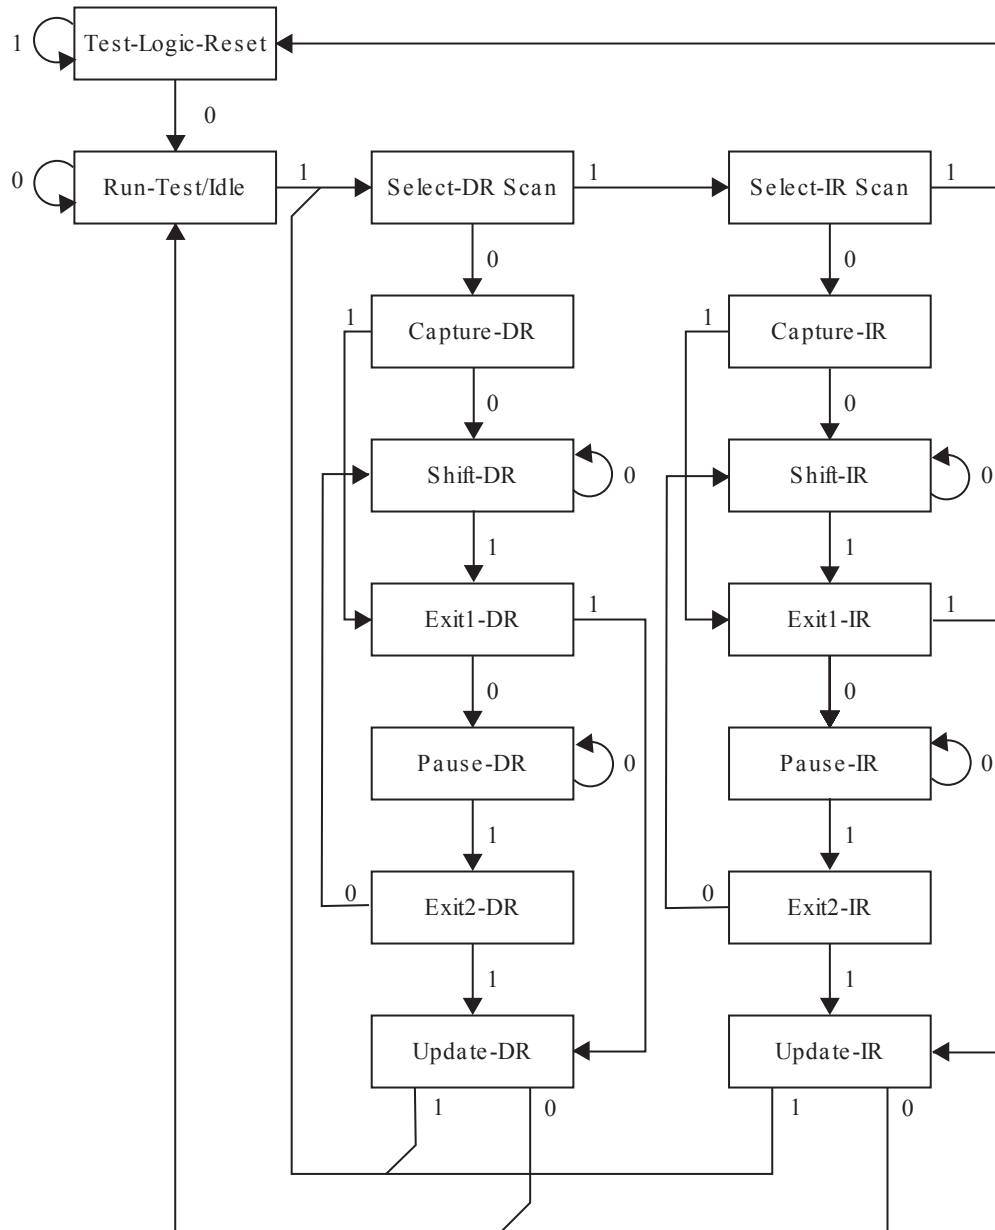 1 Test-Logic-Reset
0
0 Run-Test/Idle 1 Select-DR Scan 1 Select-IR Scan 1
0 0
1 Capture-DR 1 Capture-IR
0 0
Shift-DR 0 Shift-IR 0
1 1
Exit1-DR 1 Exit1-IR 1
0 0
Pause-DR 0 Pause-IR 0
1 1
0 Exit2-DR 0 Exit2-IR
1 1
Update-DR Update-IR
1 0 1 0